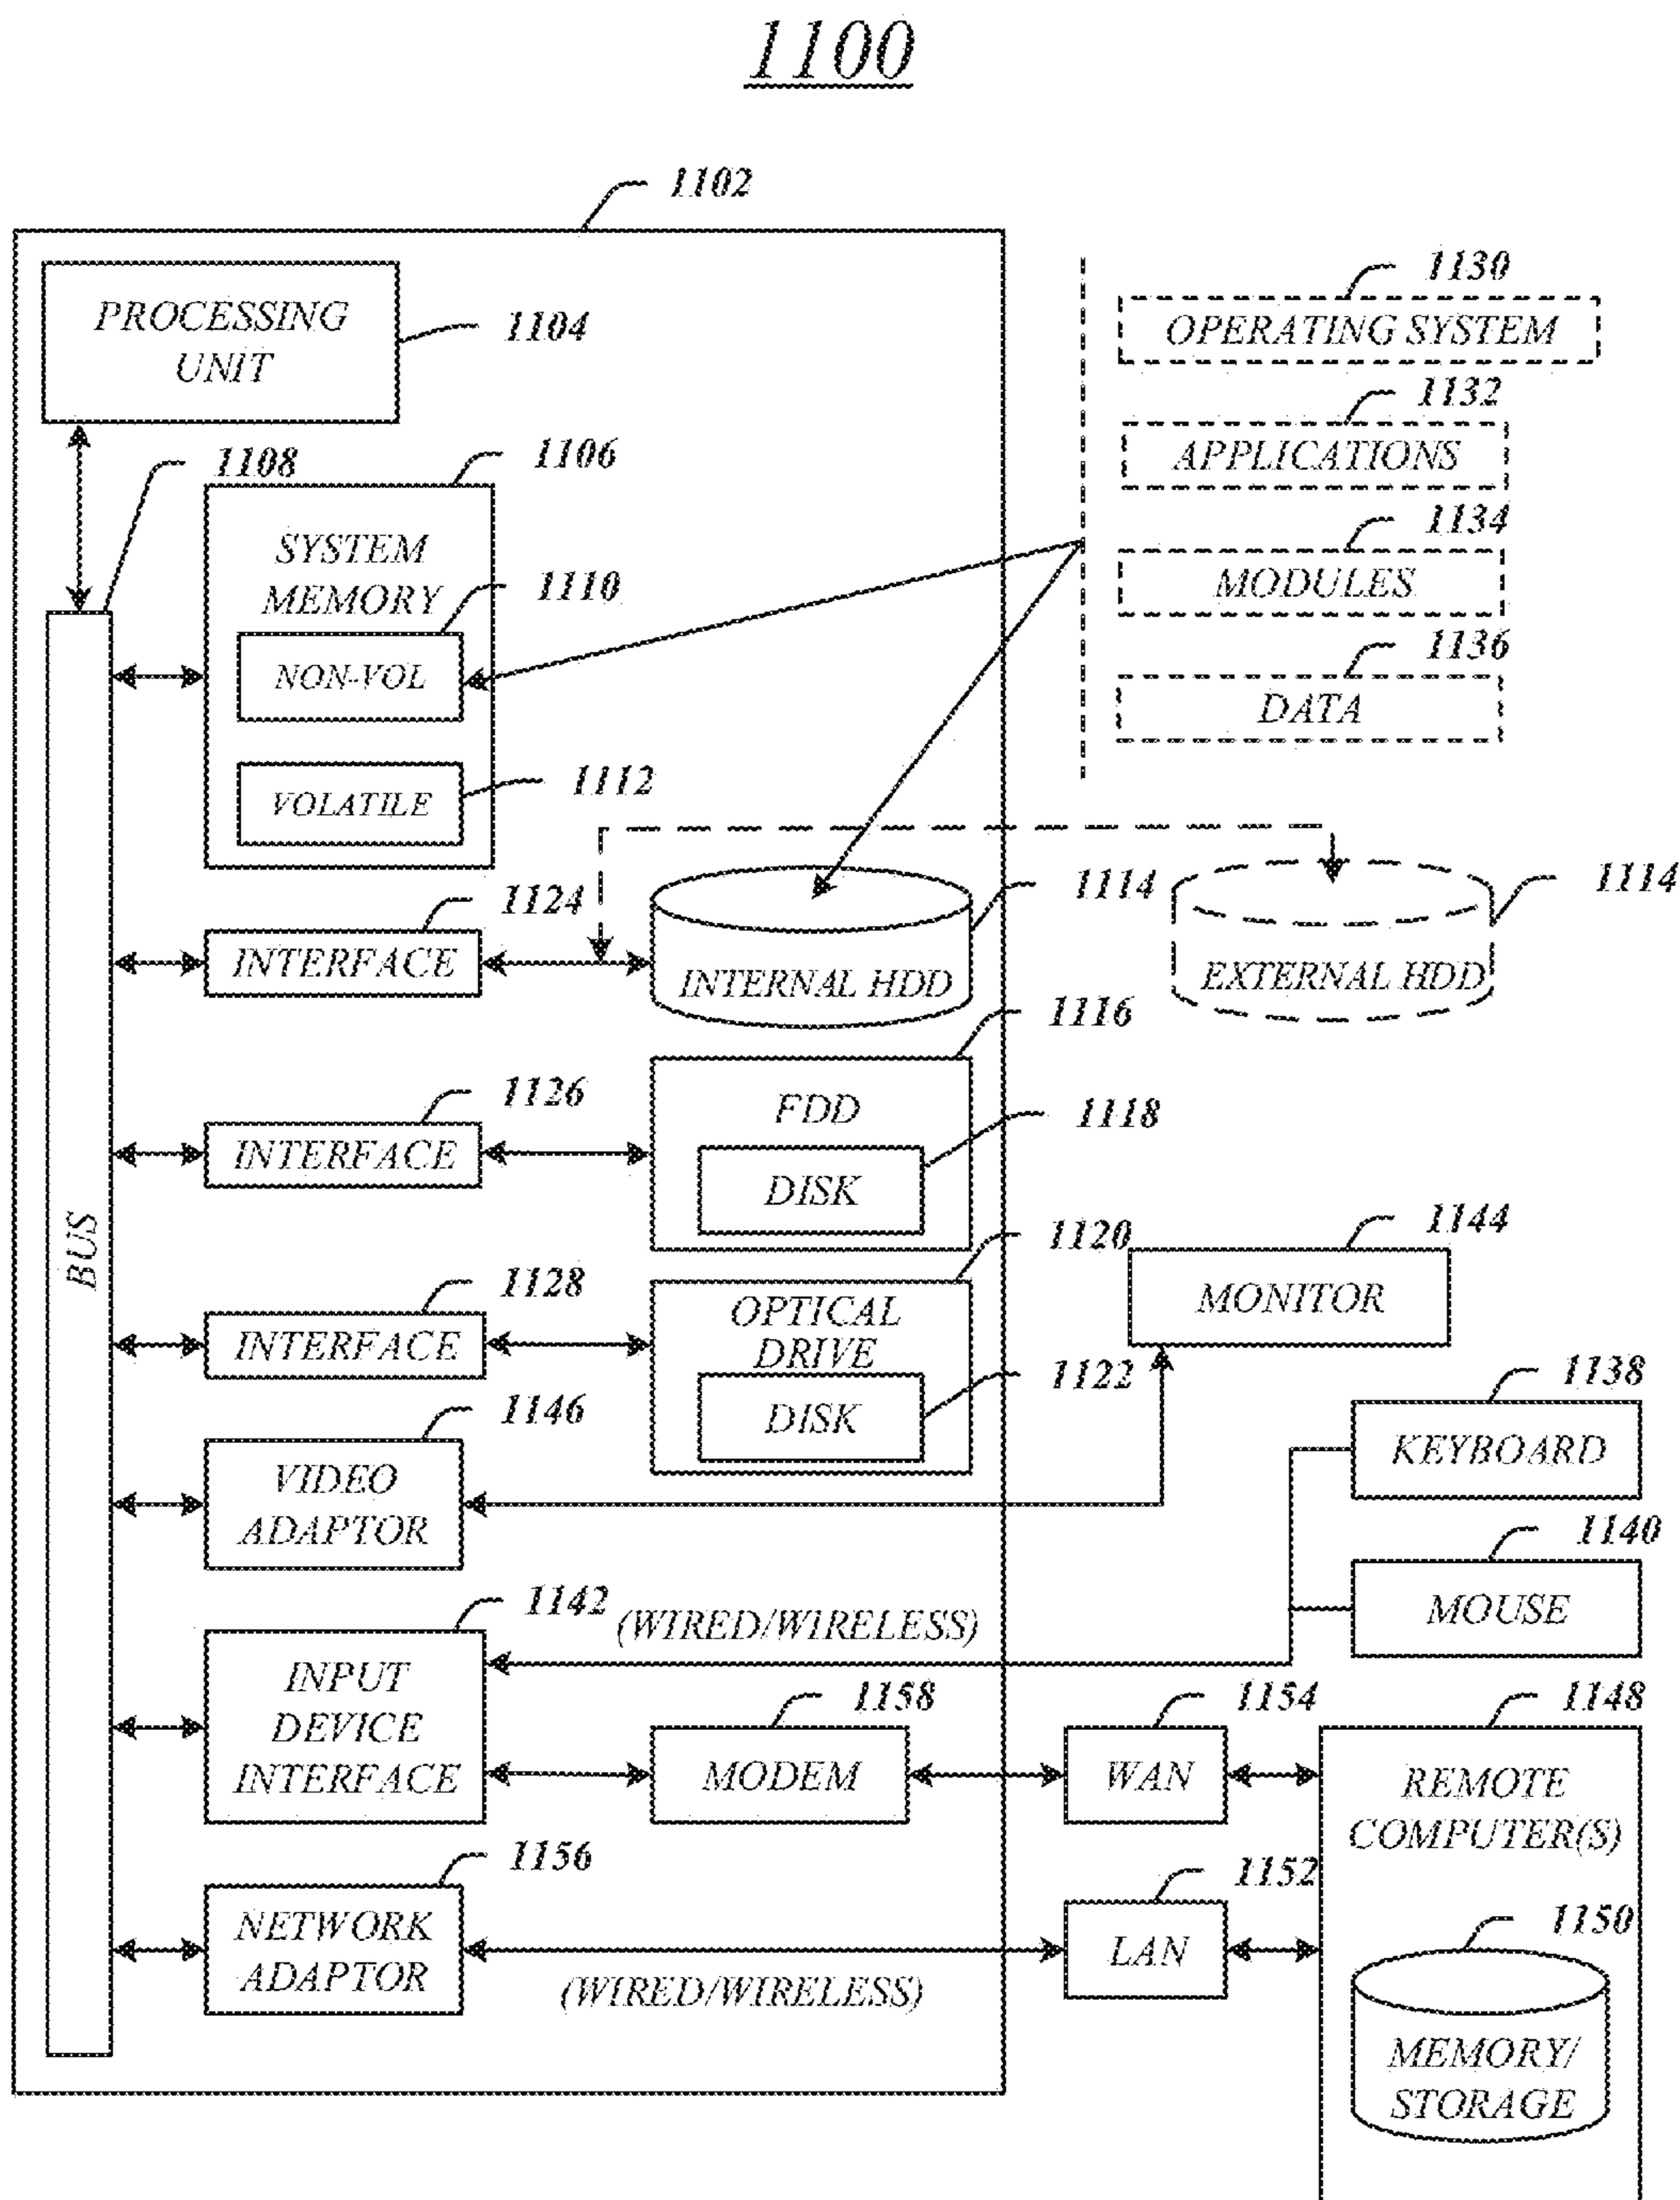 1100
1102
PROCESSING
UNIT
1104
1130
OPERATING SYSTEM
1132
APPLICATIONS
1134
MODULES
1136
DATA
1108
1106
SYSTEM
MEMORY
1110
NON-VOL
1112
VOLATILE
BUS
1124
INTERFACE
1114
INTERNAL HDD
1114
EXTERNAL HDD
1126
INTERFACE
1116
FDD
1118
DISK
1128
INTERFACE
1120
OPTICAL
DRIVE
1122
DISK
1144
MONITOR
1146
VIDEO
ADAPTOR
1138
KEYBOARD
1140
MOUSE
1142
(WIRED/WIRELESS)
INPUT
DEVICE
INTERFACE
1158
MODEM
1154
WAN
1148
REMOTE
COMPUTER(S)
1156
NETWORK
ADAPTOR
(WIRED/WIRELESS)
1152
LAN
1150
MEMORY/
STORAGE